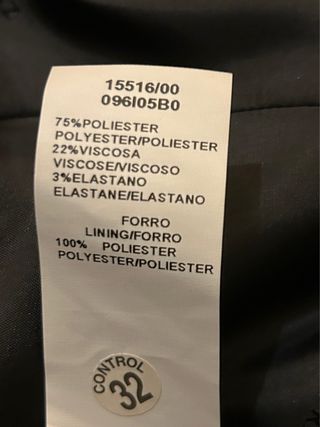 15516/00
096I05B0
75%POLIESTER
POLYESTER/POLIESTER
22%VISCOSA
VISCOSE/VISCOSO
3%ELASTANO
ELASTANE/ELASTANO
FORRO
LINING/FORRO
100% POLIESTER
POLYESTER/POLIESTER
CONTROL
32